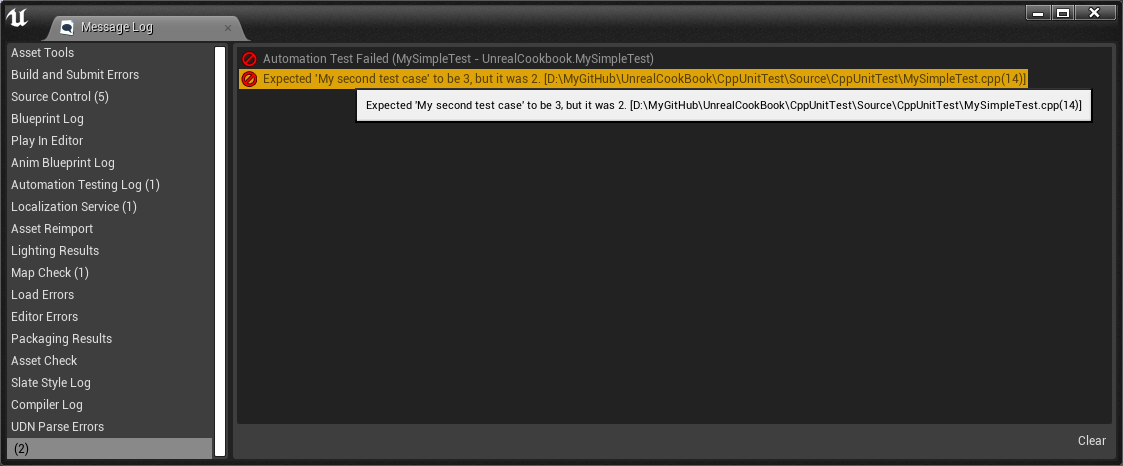 Message Log
Asset Tools
Build and Submit Errors
Source Control (5)
Blueprint Log
Play In Editor
Anim Blueprint Log
Automation Testing Log (1)
Localization Service (1)
Asset Reimport
Lighting Results
Map Check (1)
Load Errors
Editor Errors
Packaging Results
Asset Check
Slate Style Log
Compiler Log
UDN Parse Errors
(2)
Automation Test Failed (MySimpleTest - UnrealCookbook.MySimpleTest)
Expected 'My second test case' to be 3, but it was 2. [D:\MyGitHub\UnrealCookBook\CppUnitTest\Source\CppUnitTest\MySimpleTest.cpp(14)]
Expected 'My second test case' to be 3, but it was 2. [D:\MyGitHub\UnrealCookBook\CppUnitTest\Source\CppUnitTest\MySimpleTest.cpp(14)]
Clear